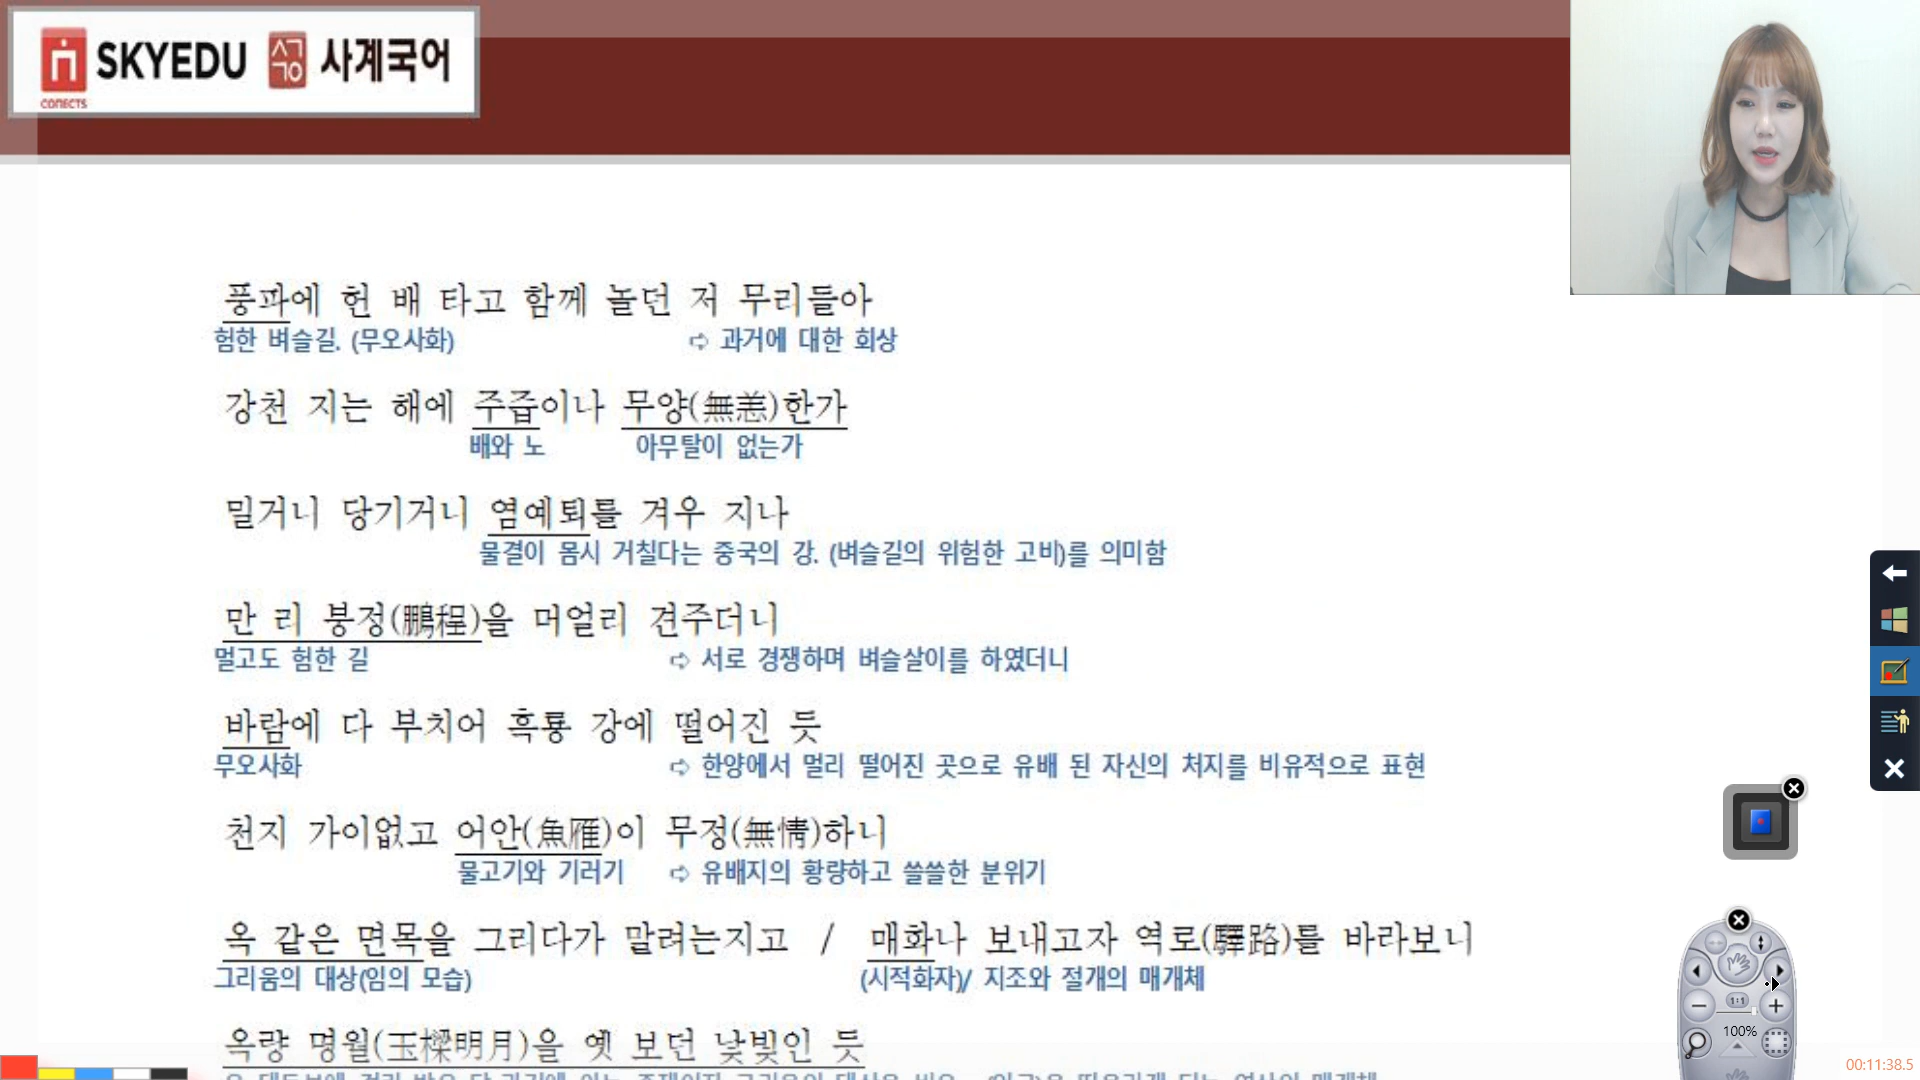 SKYEDU 사계국어
CONECTS
풍파에 헌 배 타고 함께 놀던 저 무리들아
험한 벼슬길. (무오사화) ⇨ 과거에 대한 회상
강천 지는 해에 주즙이나 무양(無恙)한가
배와 노 아무탈이 없는가
밀거니 당기거니 염예퇴를 겨우 지나
물결이 몹시 거칠다는 중국의 강. (벼슬길의 위험한 고비)를 의미함
만 리 붕정(鵬程)을 머얼리 견주더니
멀고도 험한 길 ⇨ 서로 경쟁하며 벼슬살이를 하였더니
바람에 다 부치어 흑룡 강에 떨어진 듯
무오사화 ⇨ 한양에서 멀리 떨어진 곳으로 유배 된 자신의 처지를 비유적으로 표현
천지 가이없고 어안(魚雁)이 무정(無情)하니
물고기와 기러기 ⇨ 유배지의 황량하고 쓸쓸한 분위기
옥 같은 면목을 그리다가 말려는지고 / 매화나 보내고자 역로(驛路)를 바라보니
그리움의 대상(임의 모습) (시적화자)/ 지조와 절개의 매개체
옥량 명월(玉樑明月)을 옛 보던 낯빛인 듯
1:1
100%
00:11:38.5